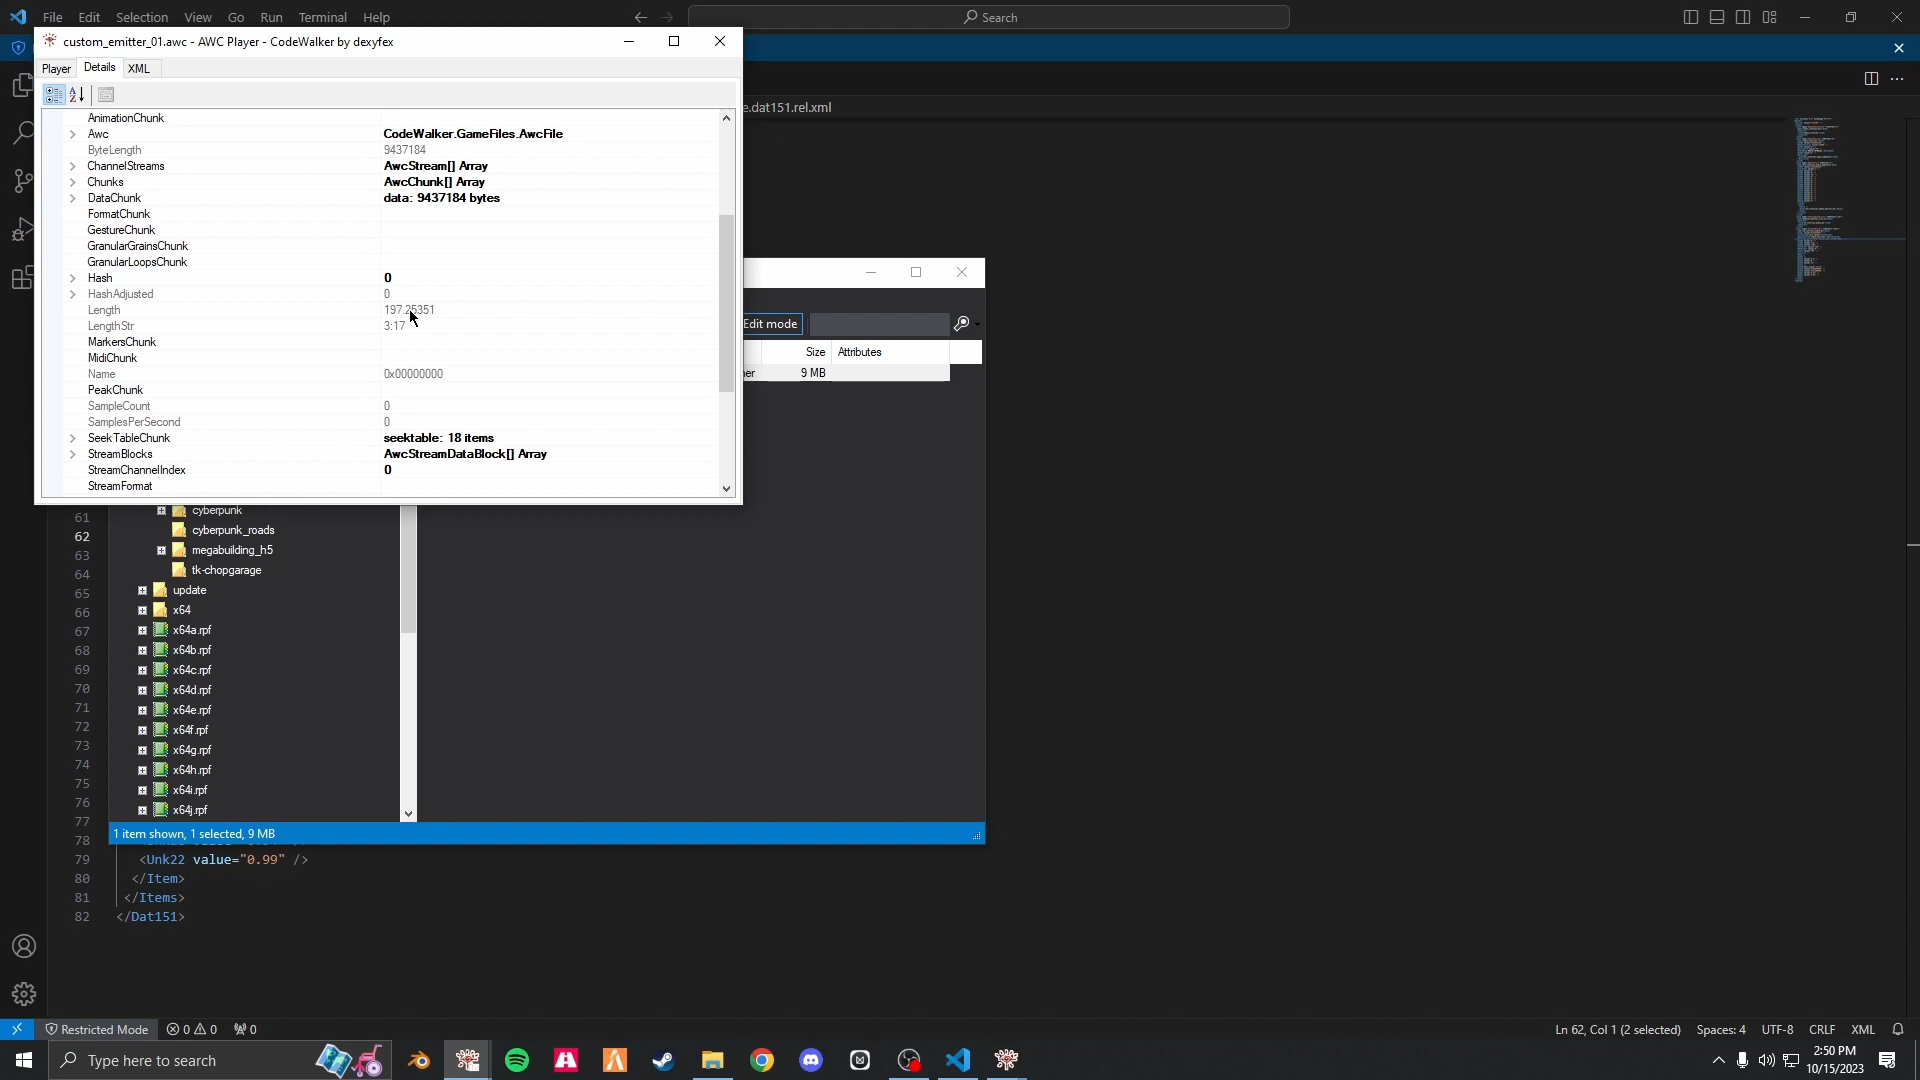 File Edit Selection View Go Run Terminal Help
Search
custom_emitter_01.awc - AWC Player - CodeWalker by dexyfex
Player Details XML
e.dat151.rel.xml
AnimationChunk
Awc CodeWalker.GameFiles.AwcFile
ByteLength 9437184
ChannelStreams AwcStream[] Array
Chunks AwcChunk[] Array
DataChunk data: 9437184 bytes
FormatChunk
GestureChunk
GranularGrainsChunk
GranularLoopsChunk
Hash 0
HashAdjusted 0
Length 197.25351
LengthStr 3:17
MarkersChunk
MidiChunk
Name 0x00000000
PeakChunk
SampleCount 0
SamplesPerSecond 0
SeekTableChunk seektable: 18 items
StreamBlocks AwcStreamDataBlock[] Array
StreamChannelIndex 0
StreamFormat
Edit mode
Size Attributes
ner 9 MB
cyberpunk
cyberpunk_roads
megabuilding_h5
tk-chopgarage
update
x64
x64a.rpf
x64b.rpf
x64c.rpf
x64d.rpf
x64e.rpf
x64f.rpf
x64g.rpf
x64h.rpf
x64i.rpf
x64j.rpf
1 item shown, 1 selected, 9 MB
61
62
63
64
65
66
67
68
69
70
71
72
73
74
75
76
77
78
79 <Unk22 value="0.99" />
80 </Item>
81 </Items>
82 </Dat151>
Restricted Mode 0 0 0
Ln 62, Col 1 (2 selected) Spaces: 4 UTF-8 CRLF XML
Type here to search
2:50 PM
10/15/2023